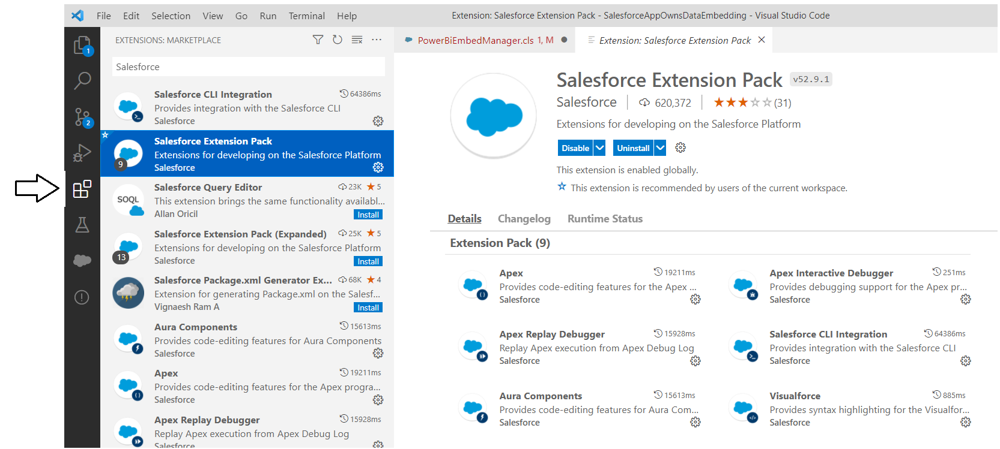 File Edit Selection View Go Run Terminal Help
Extension: Salesforce Extension Pack - SalesforceAppOwnsDataEmbedding - Visual Studio Code
1
2
EXTENSIONS: MARKETPLACE
Salesforce
Salesforce CLI Integration 64386ms
Provides integration with the Salesforce CLI
Salesforce
Salesforce Extension Pack
Extensions for developing on the Salesforce Platform
9
Salesforce
Salesforce Query Editor 23K ★ 5
SOQL
This extension brings the same functionality availabl...
Allan Oricil Install
Salesforce Extension Pack (Expanded) 25K ★ 5
Extensions for developing on the Salesforce Platform
13
Salesforce Install
Salesforce Package.xml Generator Ex... 68K ★ 4
Extension for generating Package.xml on the Salesf...
Vignaesh Ram A Install
Aura Components 15613ms
Provides code-editing features for Aura Components
Salesforce
Apex 19211ms
Provides code-editing features for the Apex progra...
Salesforce
Apex Replay Debugger 15928ms
Replay Apex execution from Apex Debug Log
Salesforce
PowerBiEmbedManager.cls 1, M
Extension: Salesforce Extension Pack
Salesforce Extension Pack v52.9.1
Salesforce | 620,372 | ★★★☆☆(31)
Extensions for developing on the Salesforce Platform
Disable Uninstall
This extension is enabled globally.
This extension is recommended by users of the current workspace.
Details Changelog Runtime Status
Extension Pack (9)
Apex 19211ms
Provides code-editing features for the Apex ...
Salesforce
Apex Interactive Debugger 251ms
Provides debugging support for the Apex pr...
Salesforce
Apex Replay Debugger 15928ms
Replay Apex execution from Apex Debug Log
Salesforce
Salesforce CLI Integration 64386ms
Provides integration with the Salesforce CLI
Salesforce
Aura Components 15613ms
Provides code-editing features for Aura Com...
Salesforce
Visualforce 885ms
Provides syntax highlighting for the Visualfor...
Salesforce